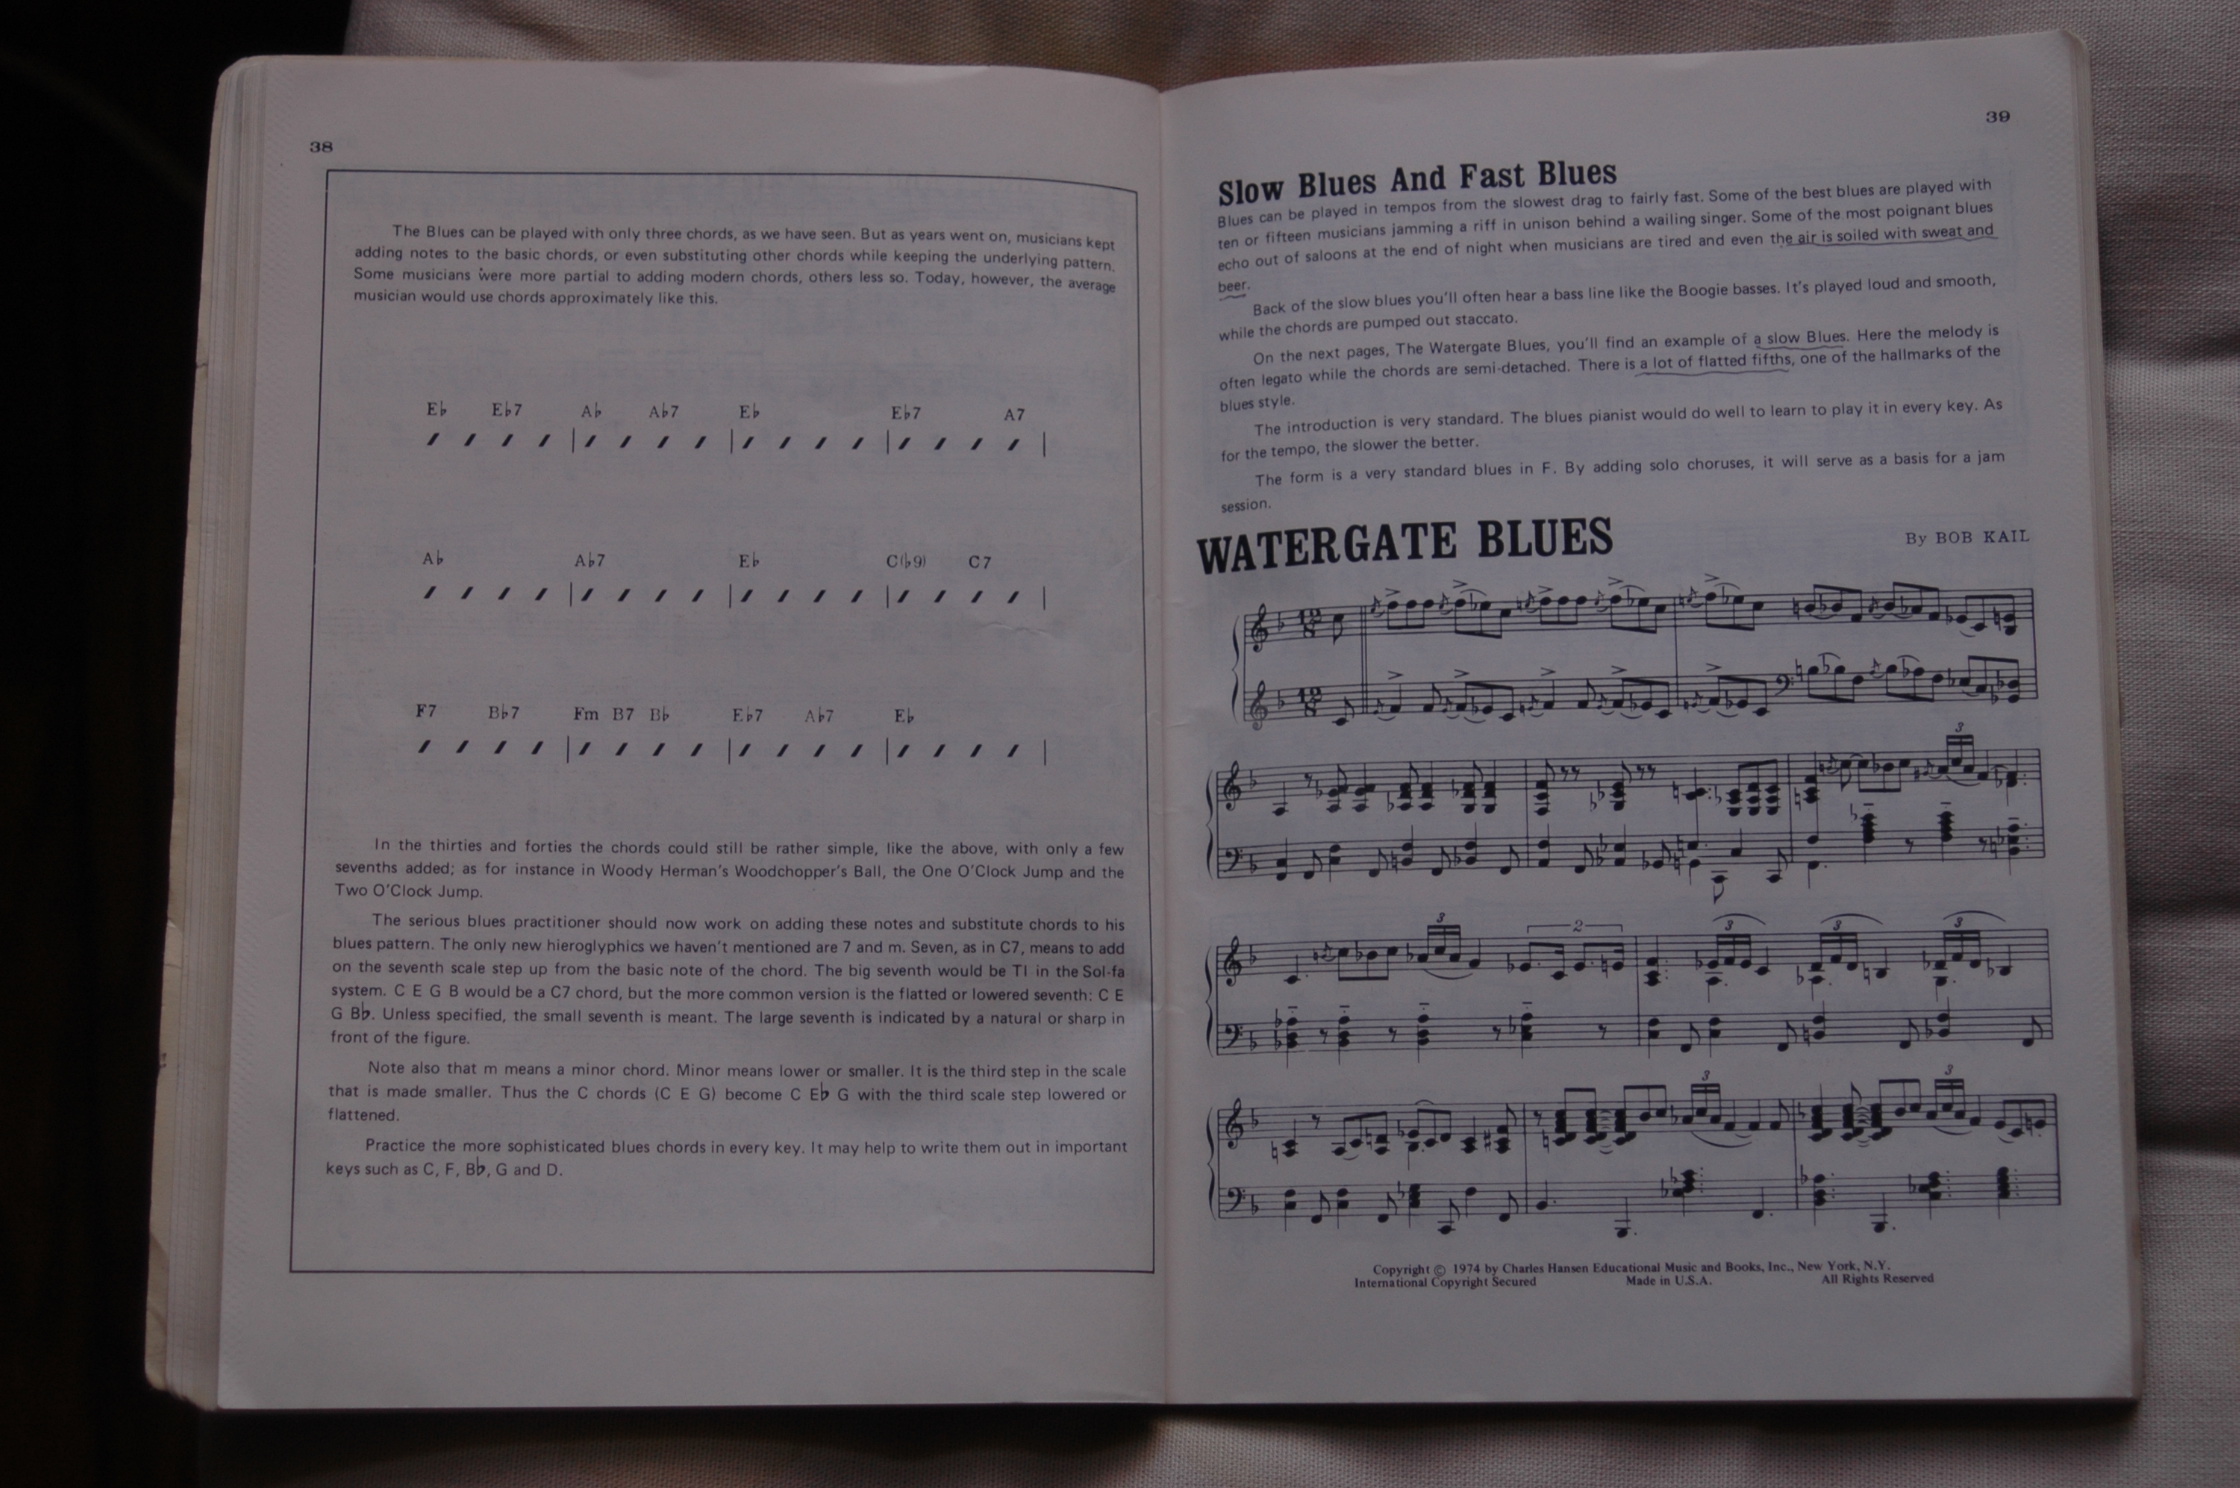 38
The Blues can be played with only three chords, as we have seen. But as years went on, musicians kept
adding notes to the basic chords, or even substituting other chords while keeping the underlying pattern.
Some musicians were more partial to adding modern chords, others less so. Today, however, the average
musician would use chords approximately like this.
E♭ E♭7 A♭ A♭7 E♭ E♭7 A7
A♭ A♭7 E♭ C(♭9) C7
F7 B♭7 Fm B7 B♭ E♭7 A♭7 E♭
In the thirties and forties the chords could still be rather simple, like the above, with only a few
sevenths added; as for instance in Woody Herman's Woodchopper's Ball, the One O'Clock Jump and the
Two O'Clock Jump.
The serious blues practitioner should now work on adding these notes and substitute chords to his
blues pattern. The only new hieroglyphics we haven't mentioned are 7 and m. Seven, as in C7, means to add
on the seventh scale step up from the basic note of the chord. The big seventh would be TI in the Sol-fa
system. C E G B would be a C7 chord, but the more common version is the flatted or lowered seventh: C E
G B♭. Unless specified, the small seventh is meant. The large seventh is indicated by a natural or sharp in
front of the figure.
Note also that m means a minor chord. Minor means lower or smaller. It is the third step in the scale
that is made smaller. Thus the C chords (C E G) become C E♭ G with the third scale step lowered or
flattened.
Practice the more sophisticated blues chords in every key. It may help to write them out in important
keys such as C, F, B♭, G and D.
39
Slow Blues And Fast Blues
Blues can be played in tempos from the slowest drag to fairly fast. Some of the best blues are played with
ten or fifteen musicians jamming a riff in unison behind a wailing singer. Some of the most poignant blues
echo out of saloons at the end of night when musicians are tired and even the air is soiled with sweat and
beer.
Back of the slow blues you'll often hear a bass line like the Boogie basses. It's played loud and smooth,
while the chords are pumped out staccato.
On the next pages, The Watergate Blues, you'll find an example of a slow Blues. Here the melody is
often legato while the chords are semi-detached. There is a lot of flatted fifths, one of the hallmarks of the
blues style.
The introduction is very standard. The blues pianist would do well to learn to play it in every key. As
for the tempo, the slower the better.
The form is a very standard blues in F. By adding solo choruses, it will serve as a basis for a jam
session.
WATERGATE BLUES
By BOB KAIL
12 8
12 8
3
3 2 3 3 3
3 3
Copyright © 1974 by Charles Hansen Educational Music and Books, Inc., New York, N.Y.
International Copyright Secured Made in U.S.A. All Rights Reserved